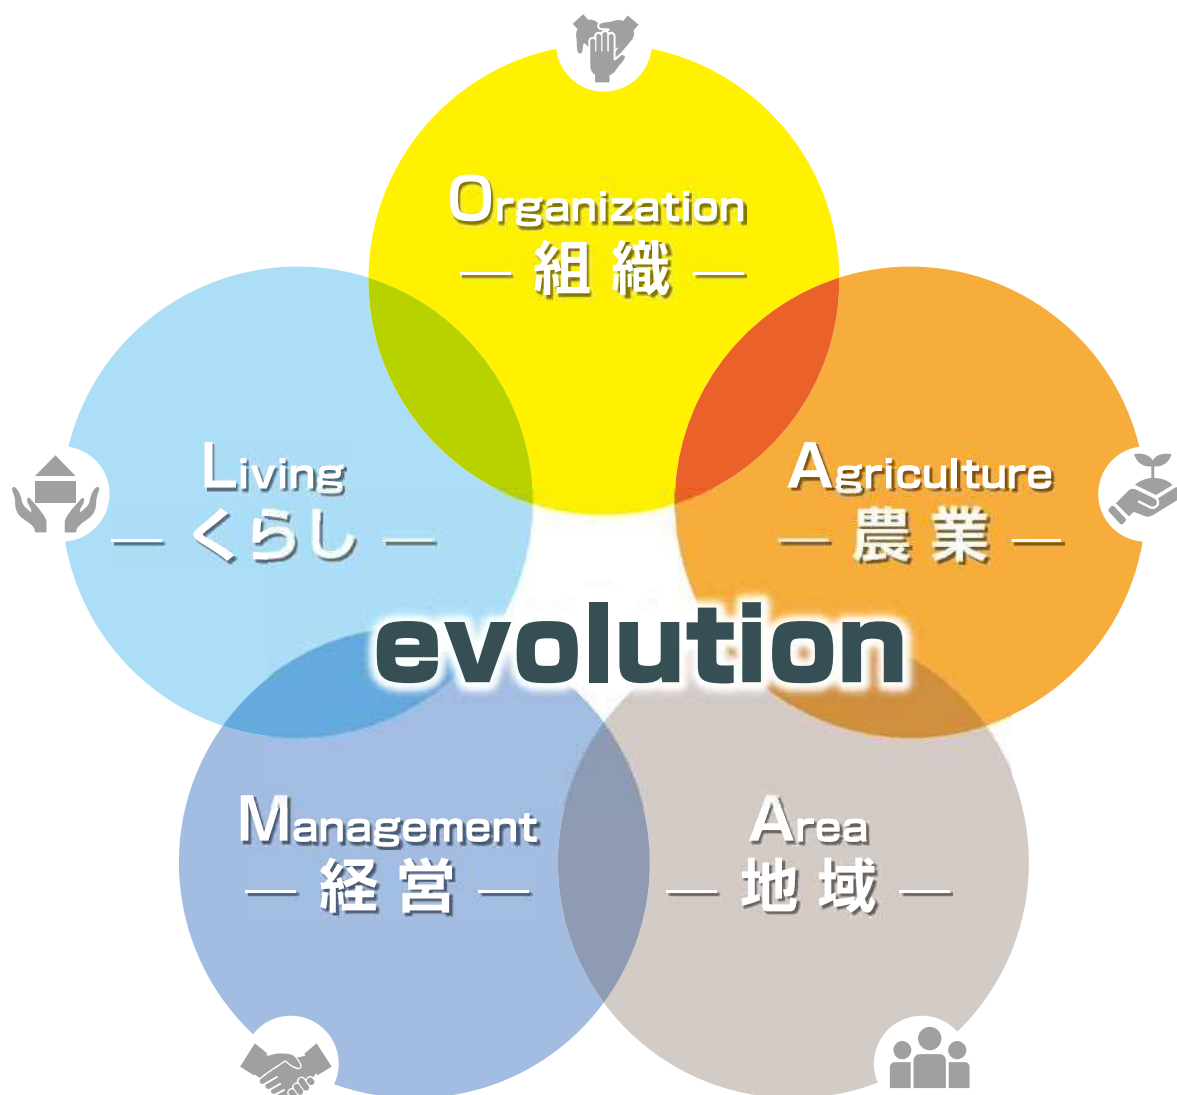 Organization
― 組織 ―
Living
― くらし ―
Agriculture
― 農業 ―
evolution
Management
― 経営 ―
Area
― 地域 ―